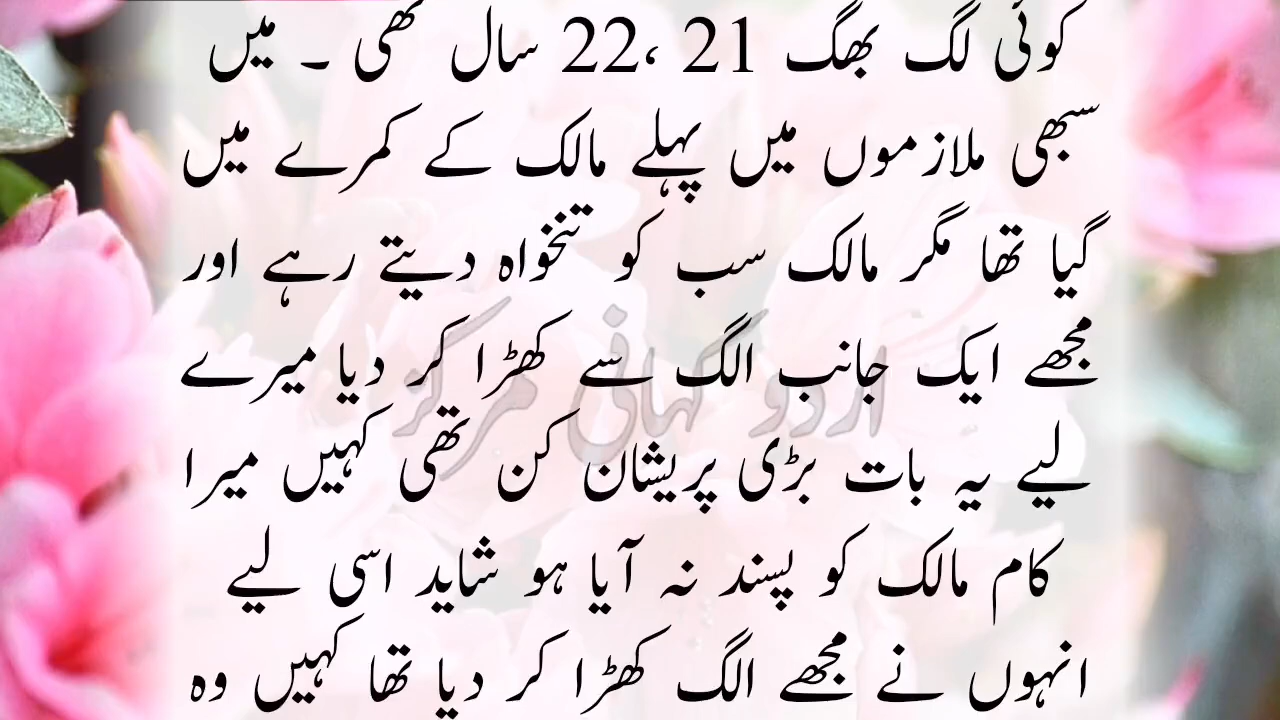 کوئی لگ بھگ 21 ،22 سال تھی ۔ میں
سبھی ملازموں میں پہلے مالک کے کمرے میں
گیا تھا مگر مالک سب کو تنخواہ دیتے رہے اور
مجھے ایک جانب الگ سے کھڑا کر دیا میرے
لیے یہ بات بڑی پریشان کن تھی کہیں میرا
کام مالک کو پسند نہ آیا ہو شاید اسی لیے
انہوں نے مجھے الگ کھڑا کر دیا تھا کہیں وہ
اردو کہانی مرکز